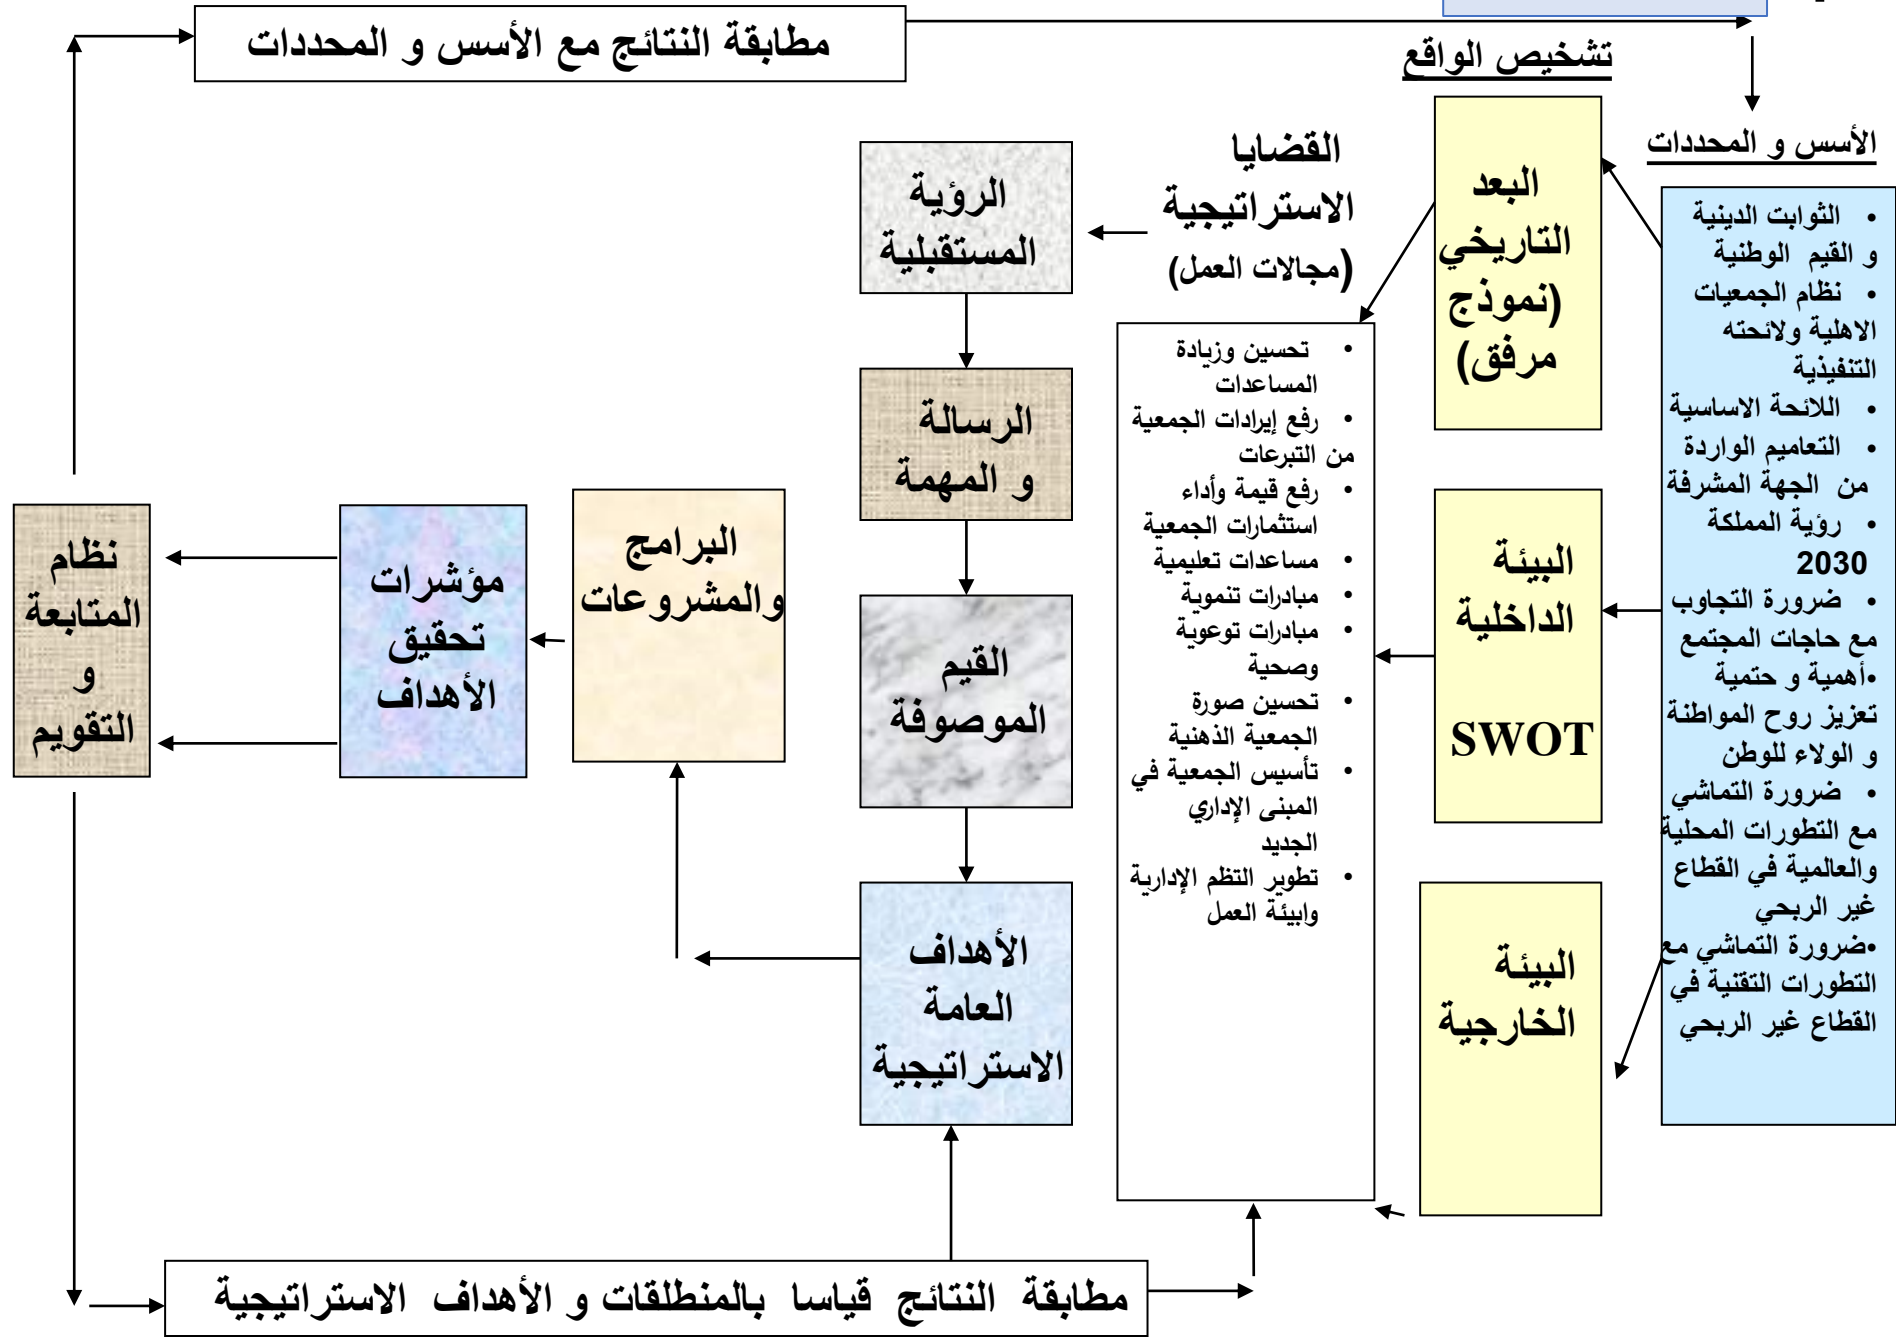 مطابقة النتائج مع الأسس و المحددات
تشخيص الواقع
الأسس و المحددات
• الثوابت الدينية
و القيم الوطنية
• نظام الجمعيات
الاهلية ولائحته
التنفيذية
• اللائحة الاساسية
• التعاميم الواردة
من الجهة المشرفة
• رؤية المملكة
2030
• ضرورة التجاوب
مع حاجات المجتمع
•أهمية و حتمية
تعزيز روح المواطنة
و الولاء للوطن
• ضرورة التماشي
مع التطورات المحلية
والعالمية في القطاع
غير الربحي
•ضرورة التماشي مع
التطورات التقنية في
القطاع غير الربحي
البعد
التاريخي
(نموذج
مرفق)
البيئة
الداخلية
SWOT
البيئة
الخارجية
القضايا
الاستراتيجية
(مجالات العمل)
• تحسين وزيادة
المساعدات
• رفع إيرادات الجمعية
من التبرعات
• رفع قيمة وأداء
استثمارات الجمعية
• مساعدات تعليمية
• مبادرات تنموية
• مبادرات توعوية
وصحية
• تحسين صورة
الجمعية الذهنية
• تأسيس الجمعية في
المبنى الإداري
الجديد
• تطوير التظم الإدارية
وابيئة العمل
الرؤية
المستقبلية
الرسالة
و المهمة
القيم
الموصوفة
الأهداف
العامة
الاستراتيجية
البرامج
والمشروعات
مؤشرات
تحقيق
الأهداف
نظام
المتابعة
و
التقويم
مطابقة النتائج قياسا بالمنطلقات و الأهداف الاستراتيجية